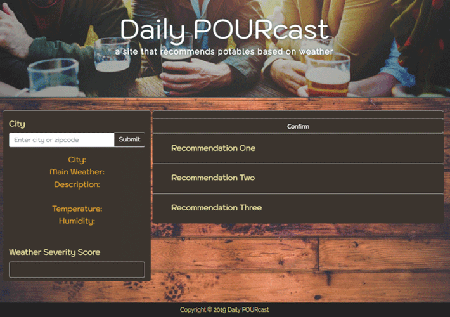 Daily POURcast
a site that recommends potables based on weather
City
Enter city or zipcode
Submit
City:
Main Weather:
Description:
Temperature:
Humidity:
Weather Severity Score
Confirm
Recommendation One
Recommendation Two
Recommendation Three
Copyright © 2019 Daily POURcast